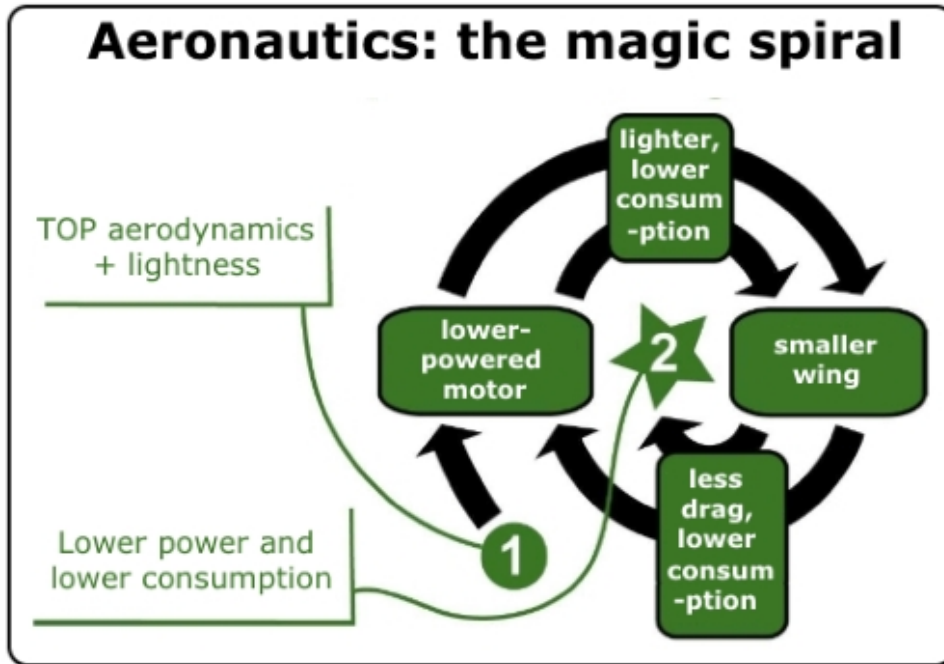 Aeronautics: the magic spiral
lighter,
lower
consum
-ption
TOP aerodynamics
+ lightness
lower-
powered
motor
2
smaller
wing
less
drag,
lower
consum
-ption
1
Lower power and
lower consumption